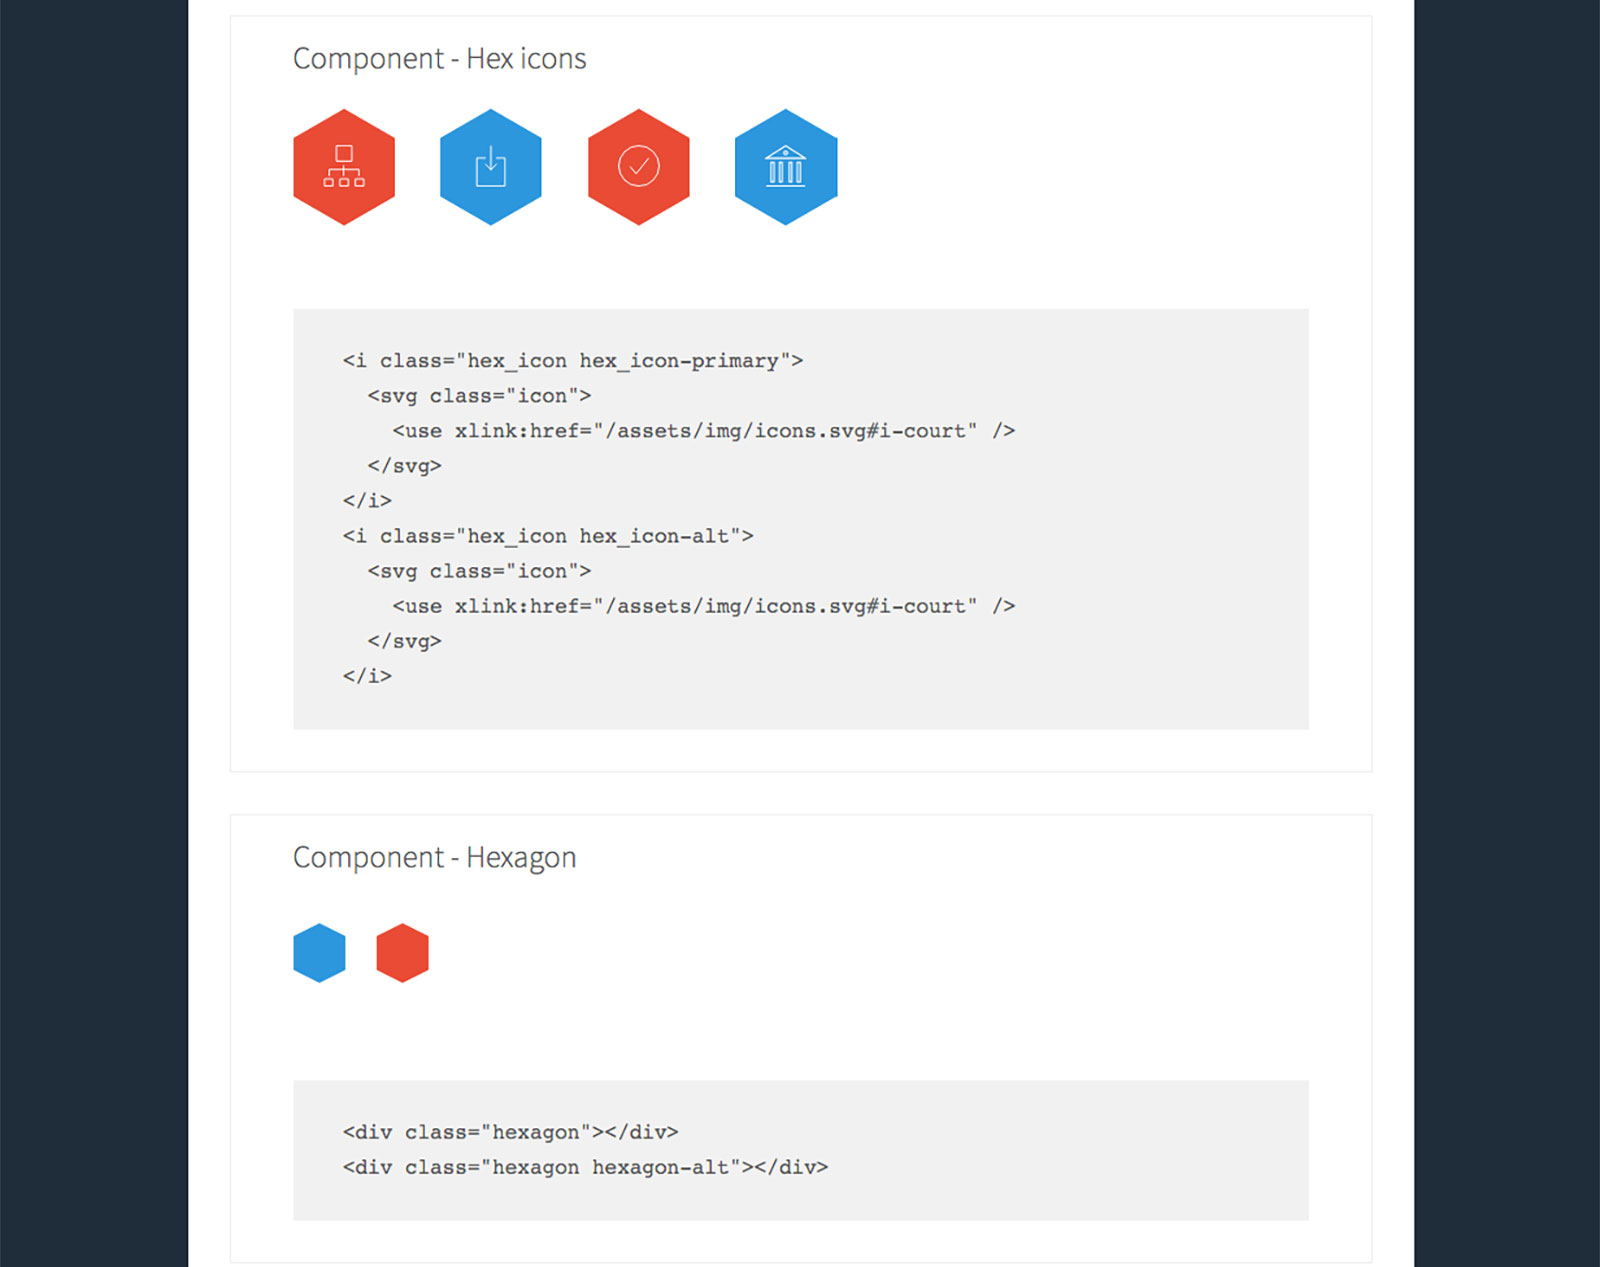 Component - Hex icons
<i class="hex_icon hex_icon-primary">
  <svg class="icon">
    <use xlink:href="/assets/img/icons.svg#i-court" />
  </svg>
</i>
<i class="hex_icon hex_icon-alt">
  <svg class="icon">
    <use xlink:href="/assets/img/icons.svg#i-court" />
  </svg>
</i>
Component - Hexagon
<div class="hexagon"></div>
<div class="hexagon hexagon-alt"></div>